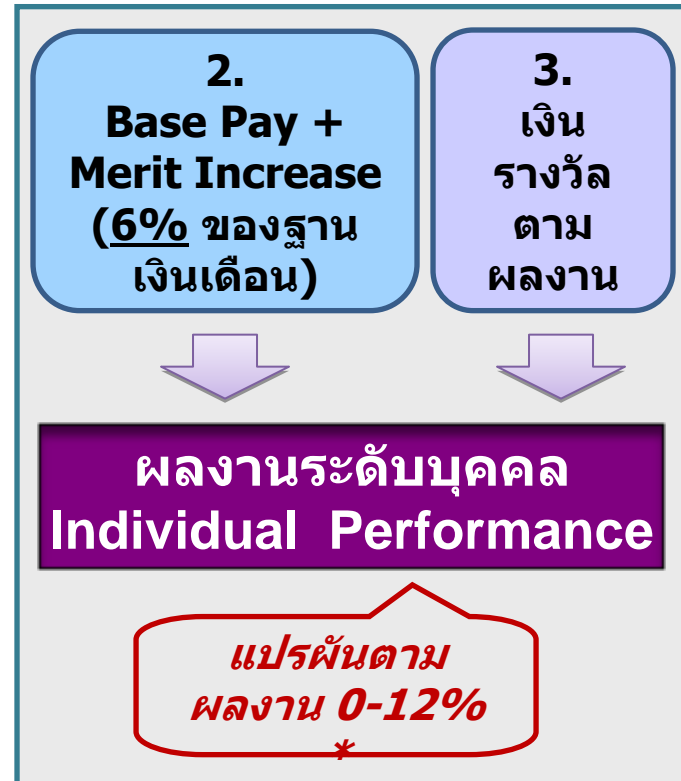 2.
Base Pay +
Merit Increase
(6% ของฐาน
เงินเดือน)
3.
เงิน
รางวัล
ตาม
ผลงาน
ผลงานระดับบุคคล
Individual Performance
แปรผันตาม
ผลงาน 0-12%
*